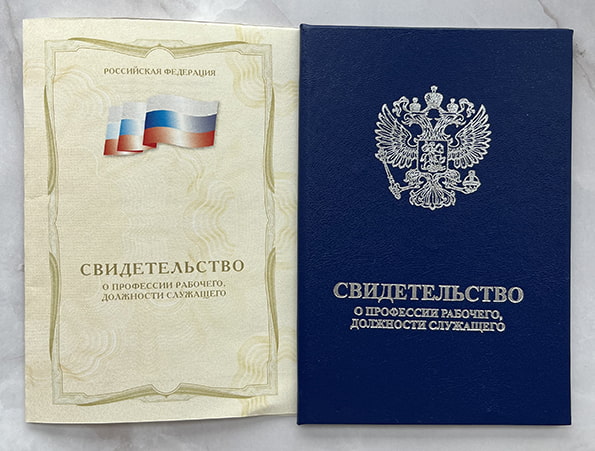 РОССИЙСКАЯ ФЕДЕРАЦИЯ
СВИДЕТЕЛЬСТВО
О ПРОФЕССИИ РАБОЧЕГО,
ДОЛЖНОСТИ СЛУЖАЩЕГО
СВИДЕТЕЛЬСТВО
О ПРОФЕССИИ РАБОЧЕГО,
ДОЛЖНОСТИ СЛУЖАЩЕГО